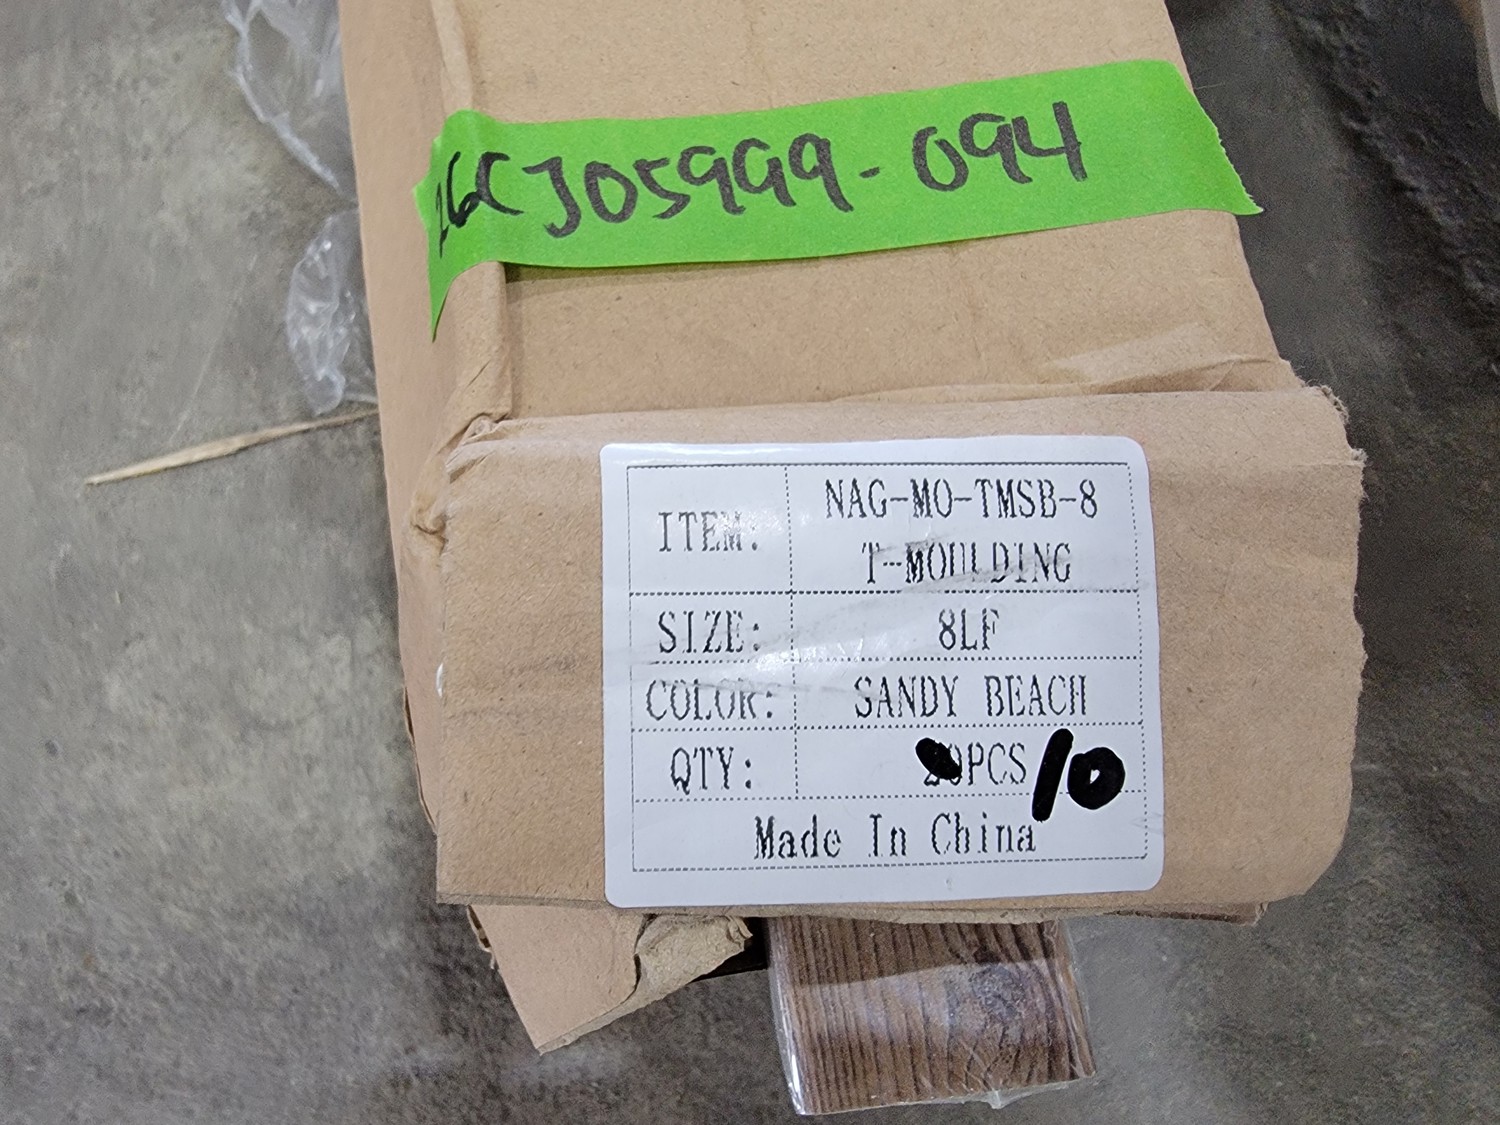 26CJ05999-094
ITEM: NAG-MO-TMSB-8
T-MOULDING
SIZE: 8LF
COLOR: SANDY BEACH
QTY: 20PCS /10
Made In China